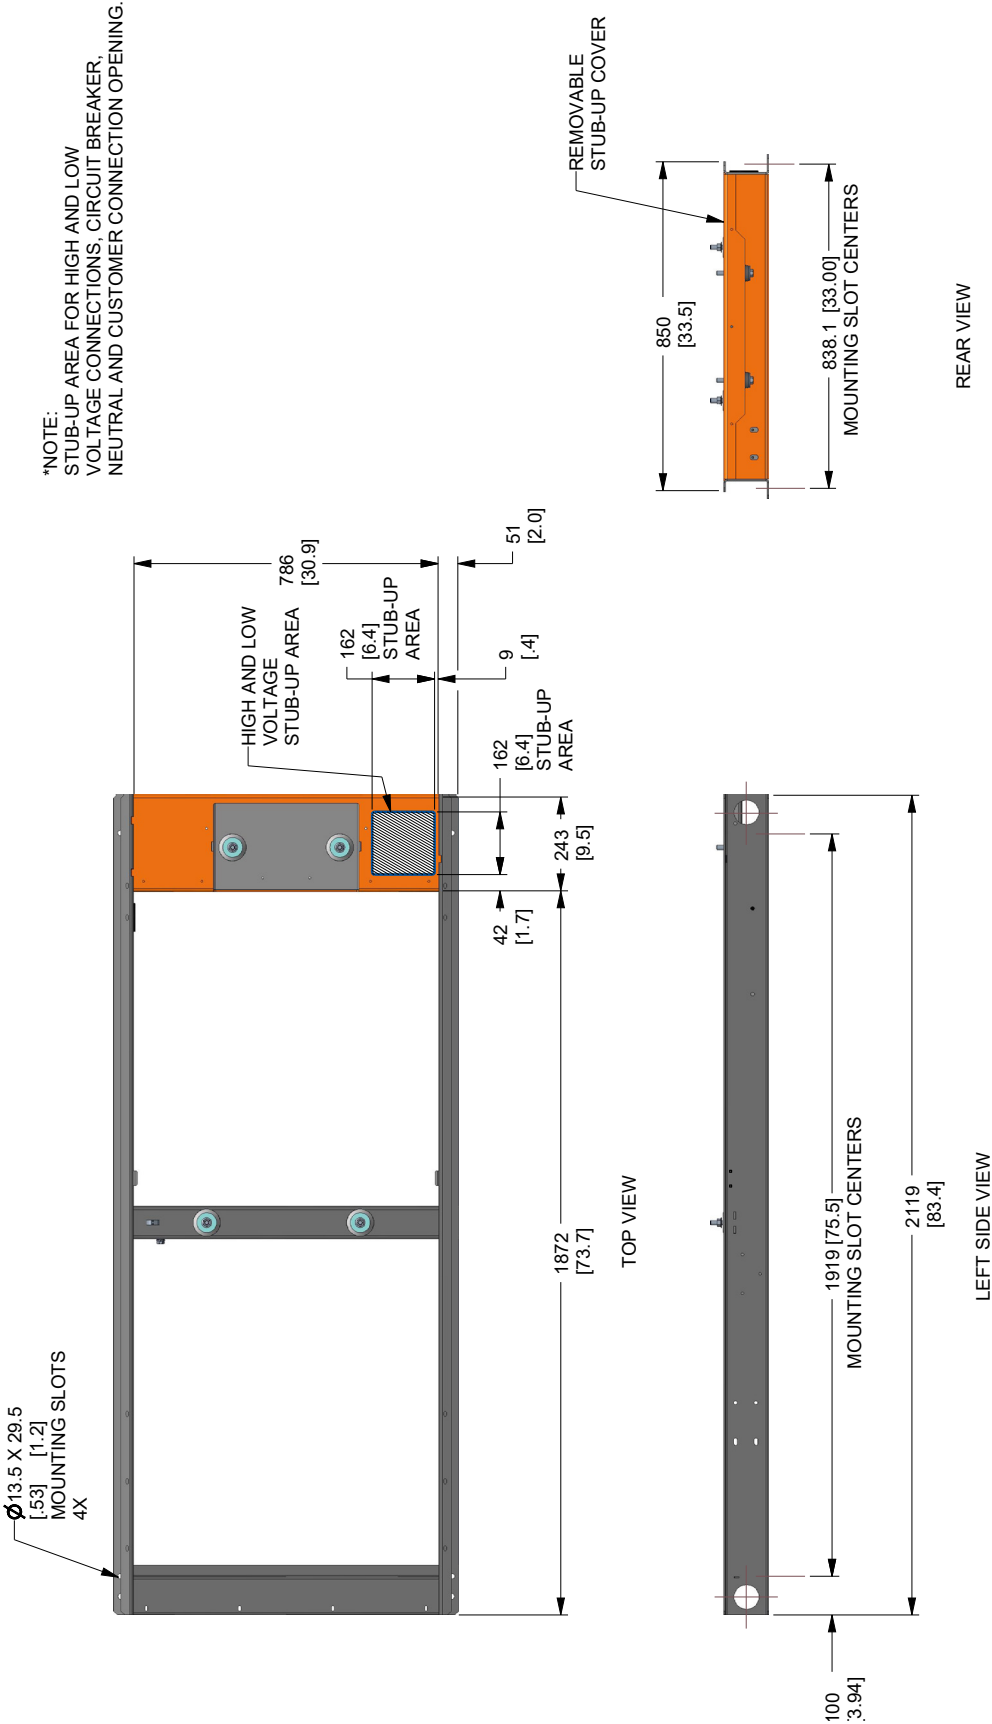 *NOTE:
STUB-UP AREA FOR HIGH AND LOW
VOLTAGE CONNECTIONS, CIRCUIT BREAKER,
NEUTRAL AND CUSTOMER CONNECTION OPENING.
REMOVABLE
STUB-UP COVER
850
[33.5]
838.1 [33.00]
MOUNTING SLOT CENTERS
REAR VIEW
Ø13.5 X 29.5
[.53] [1.2]
MOUNTING SLOTS
4X
HIGH AND LOW
VOLTAGE
STUB-UP AREA
786
[30.9]
51
[2.0]
162
[6.4]
STUB-UP
AREA
9
[.4]
162
[6.4]
STUB-UP
AREA
243
[9.5]
42
[1.7]
1872
[73.7]
TOP VIEW
1919 [75.5]
MOUNTING SLOT CENTERS
2119
[83.4]
100
3.94]
LEFT SIDE VIEW